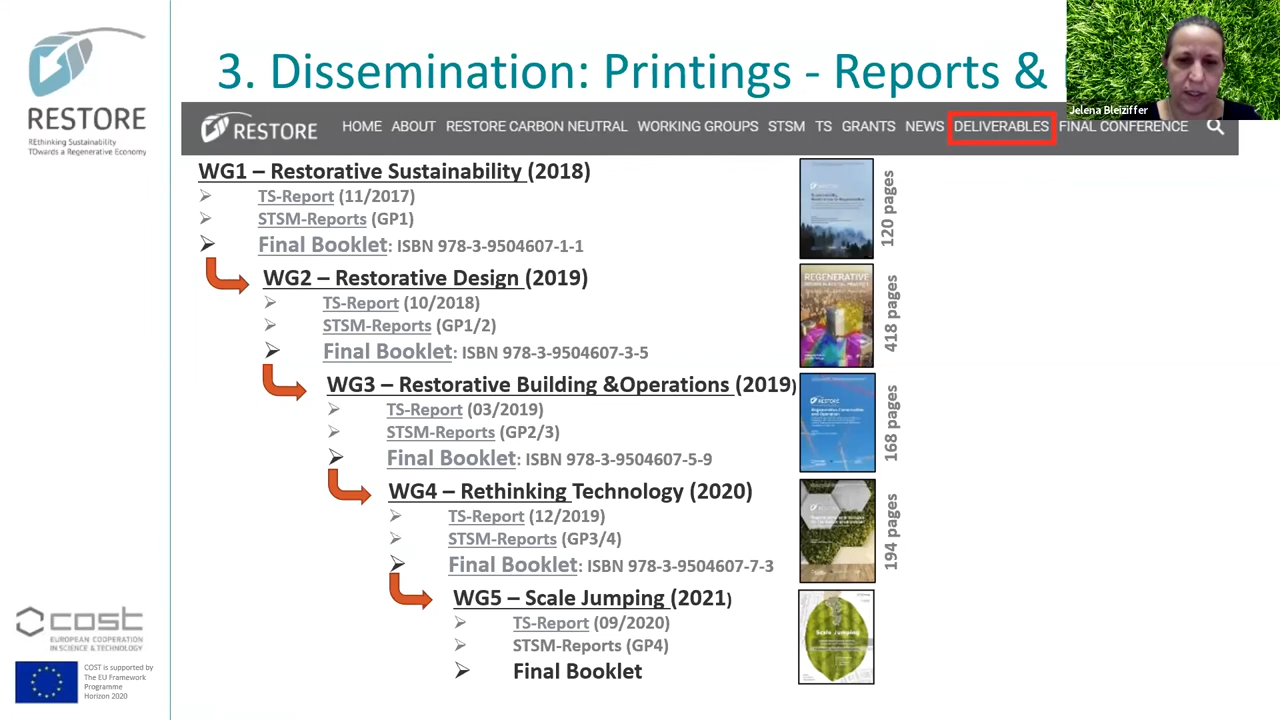 RESTORE
REthinking Sustainability
TOwards a Regenerative Economy
3. Dissemination: Printings - Reports &
Jelena Bleiziffer
RESTORE HOME ABOUT RESTORE CARBON NEUTRAL WORKING GROUPS STSM TS GRANTS NEWS DELIVERABLES FINAL CONFERENCE
WG1 – Restorative Sustainability (2018)
TS-Report (11/2017)
STSM-Reports (GP1)
Final Booklet: ISBN 978-3-9504607-1-1
120 pages
WG2 – Restorative Design (2019)
TS-Report (10/2018)
STSM-Reports (GP1/2)
Final Booklet: ISBN 978-3-9504607-3-5
REGENERATIVE
418 pages
WG3 – Restorative Building &Operations (2019)
TS-Report (03/2019)
STSM-Reports (GP2/3)
Final Booklet: ISBN 978-3-9504607-5-9
RESTORE
168 pages
WG4 – Rethinking Technology (2020)
TS-Report (12/2019)
STSM-Reports (GP3/4)
Final Booklet: ISBN 978-3-9504607-7-3
194 pages
WG5 – Scale Jumping (2021)
TS-Report (09/2020)
STSM-Reports (GP4)
Final Booklet
Scale Jumping
cost
EUROPEAN COOPERATION
IN SCIENCE & TECHNOLOGY
COST is supported by
The EU Framework
Programme
Horizon 2020